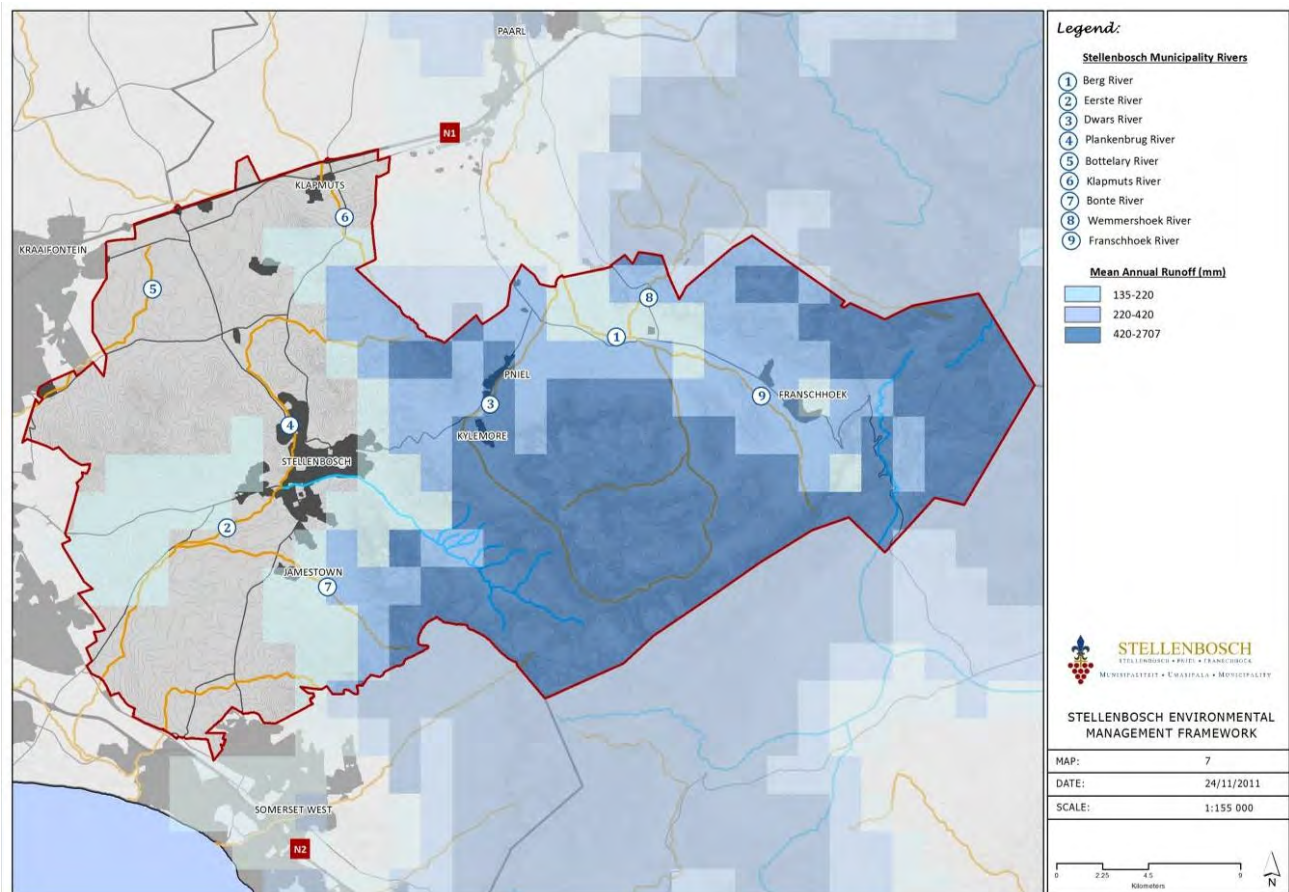 PAARL
N1
KLAPMUTS
6
KRAAIFONTEIN
5
8
1
PNIEL
9
FRANSCHHOEK
3
4
KYLEMORE
STELLENBOSCH
2
JAMESTOWN
7
SOMERSET WEST
N2
Legend:
Stellenbosch Municipality Rivers
1 Berg River
2 Eerste River
3 Dwars River
4 Plankenbrug River
5 Bottelary River
6 Klapmuts River
7 Bonte River
8 Wemmershoek River
9 Franschhoek River
Mean Annual Runoff (mm)
135-220
220-420
420-2707
STELLENBOSCH
STELLENBOSCH • PNIEL • FRANSCHHOEK
MUNISIPALITEIT • UMASIPALA • MUNICIPALITY
STELLENBOSCH ENVIRONMENTAL
MANAGEMENT FRAMEWORK
MAP: 7
DATE: 24/11/2011
SCALE: 1:155 000
0 2.25 4.5 9
Kilometers
N